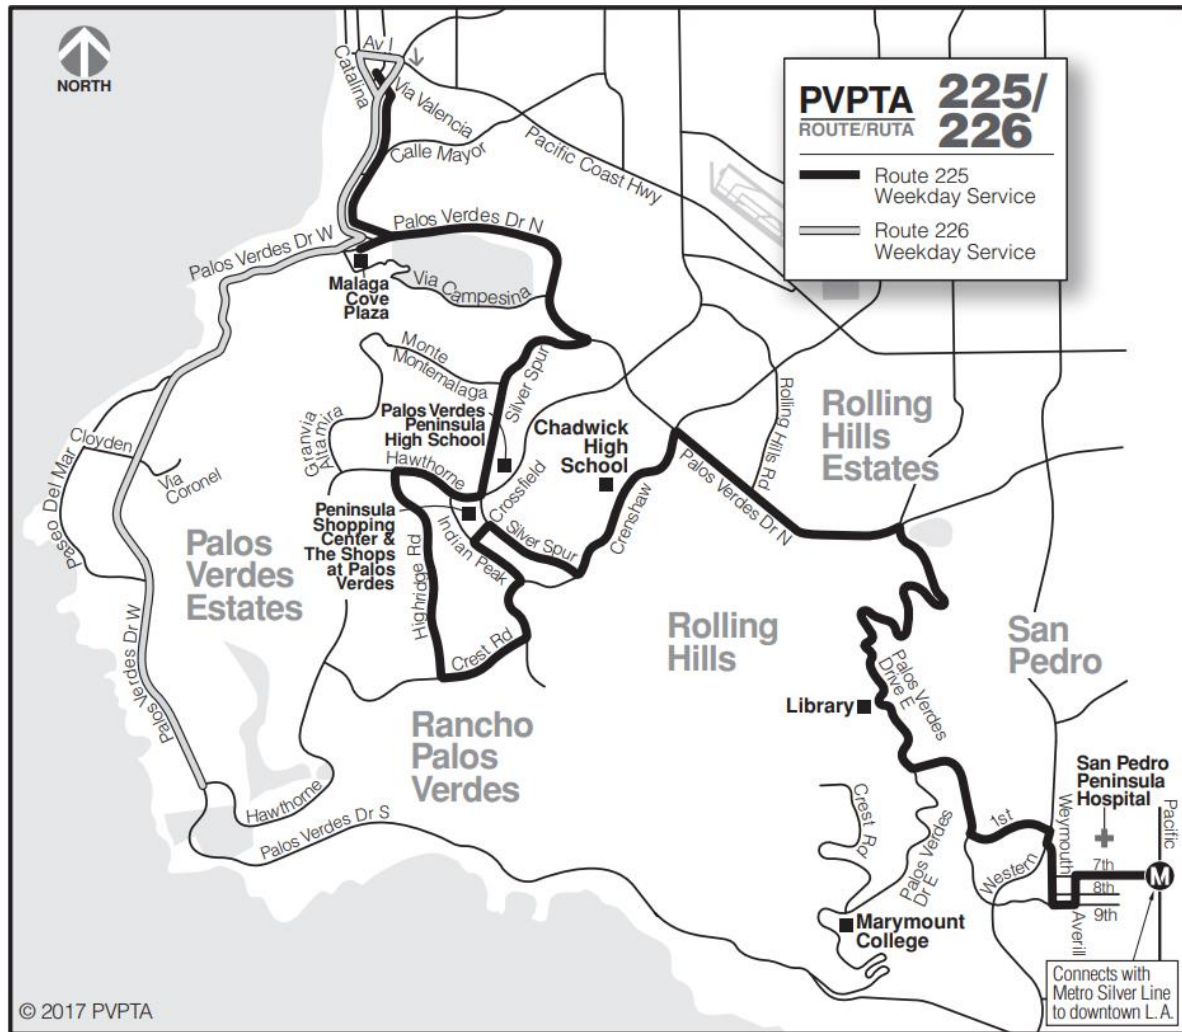 NORTH
Av I
Catalina
Via Valencia
Calle Mayor
Pacific Coast Hwy
PVPTA
ROUTE/RUTA
225/
226
Route 225
Weekday Service
Route 226
Weekday Service
Palos Verdes Dr W
Palos Verdes Dr N
Malaga
Cove
Plaza
Via Campesina
Monte
Montemalaga
Silver Spur
Granvia
Altamira
Palos Verdes
Peninsula
High School
Chadwick
High
School
Rolling Hills Rd
Rolling
Hills
Estates
Cloyden
Via
Coronel
Paseo Del Mar
Hawthorne
Crossfield
Palos Verdes Dr N
Peninsula
Shopping
Center &
The Shops
at Palos
Verdes
Indian Peak
Silver Spur
Crenshaw
Highridge Rd
Palos
Verdes
Estates
Crest Rd
Rolling
Hills
San
Pedro
Palos Verdes Dr W
Palos Verdes
Drive E
Library
Rancho
Palos
Verdes
Hawthorne
Palos Verdes Dr S
Crest Rd
Palos Verdes
Dr E
San Pedro
Peninsula
Hospital
Pacific
1st
Weymouth
Western
7th
M
8th
9th
Averill
Marymount
College
Connects with
Metro Silver Line
to downtown L.A.
© 2017 PVPTA